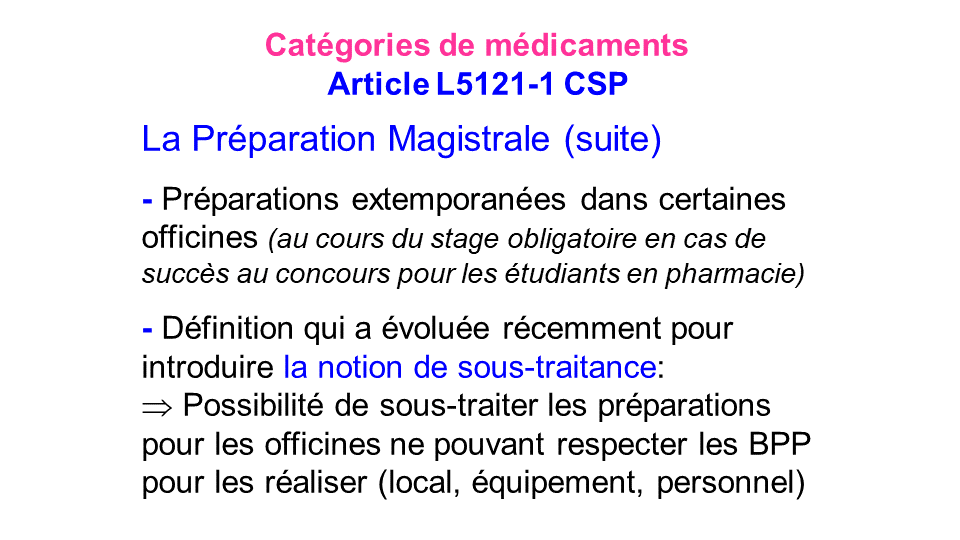 Catégories de médicaments
Article L5121-1 CSP
La Préparation Magistrale (suite)
- Préparations extemporanées dans certaines
officines (au cours du stage obligatoire en cas de
succès au concours pour les étudiants en pharmacie)
- Définition qui a évoluée récemment pour
introduire la notion de sous-traitance:
⇒ Possibilité de sous-traiter les préparations
pour les officines ne pouvant respecter les BPP
pour les réaliser (local, équipement, personnel)